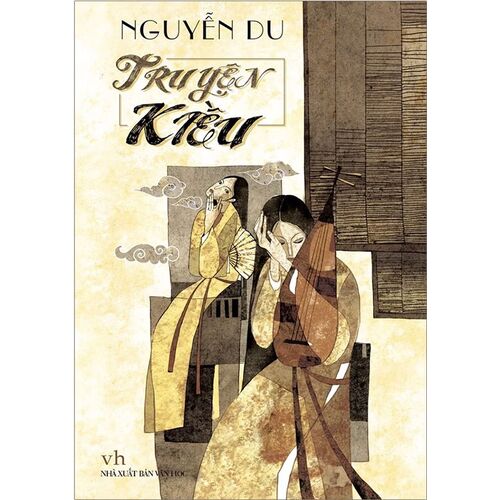 NGUYỄN DU
TRUYỆN
KIỀU
vh
NHÀ XUẤT BẢN VĂN HỌC